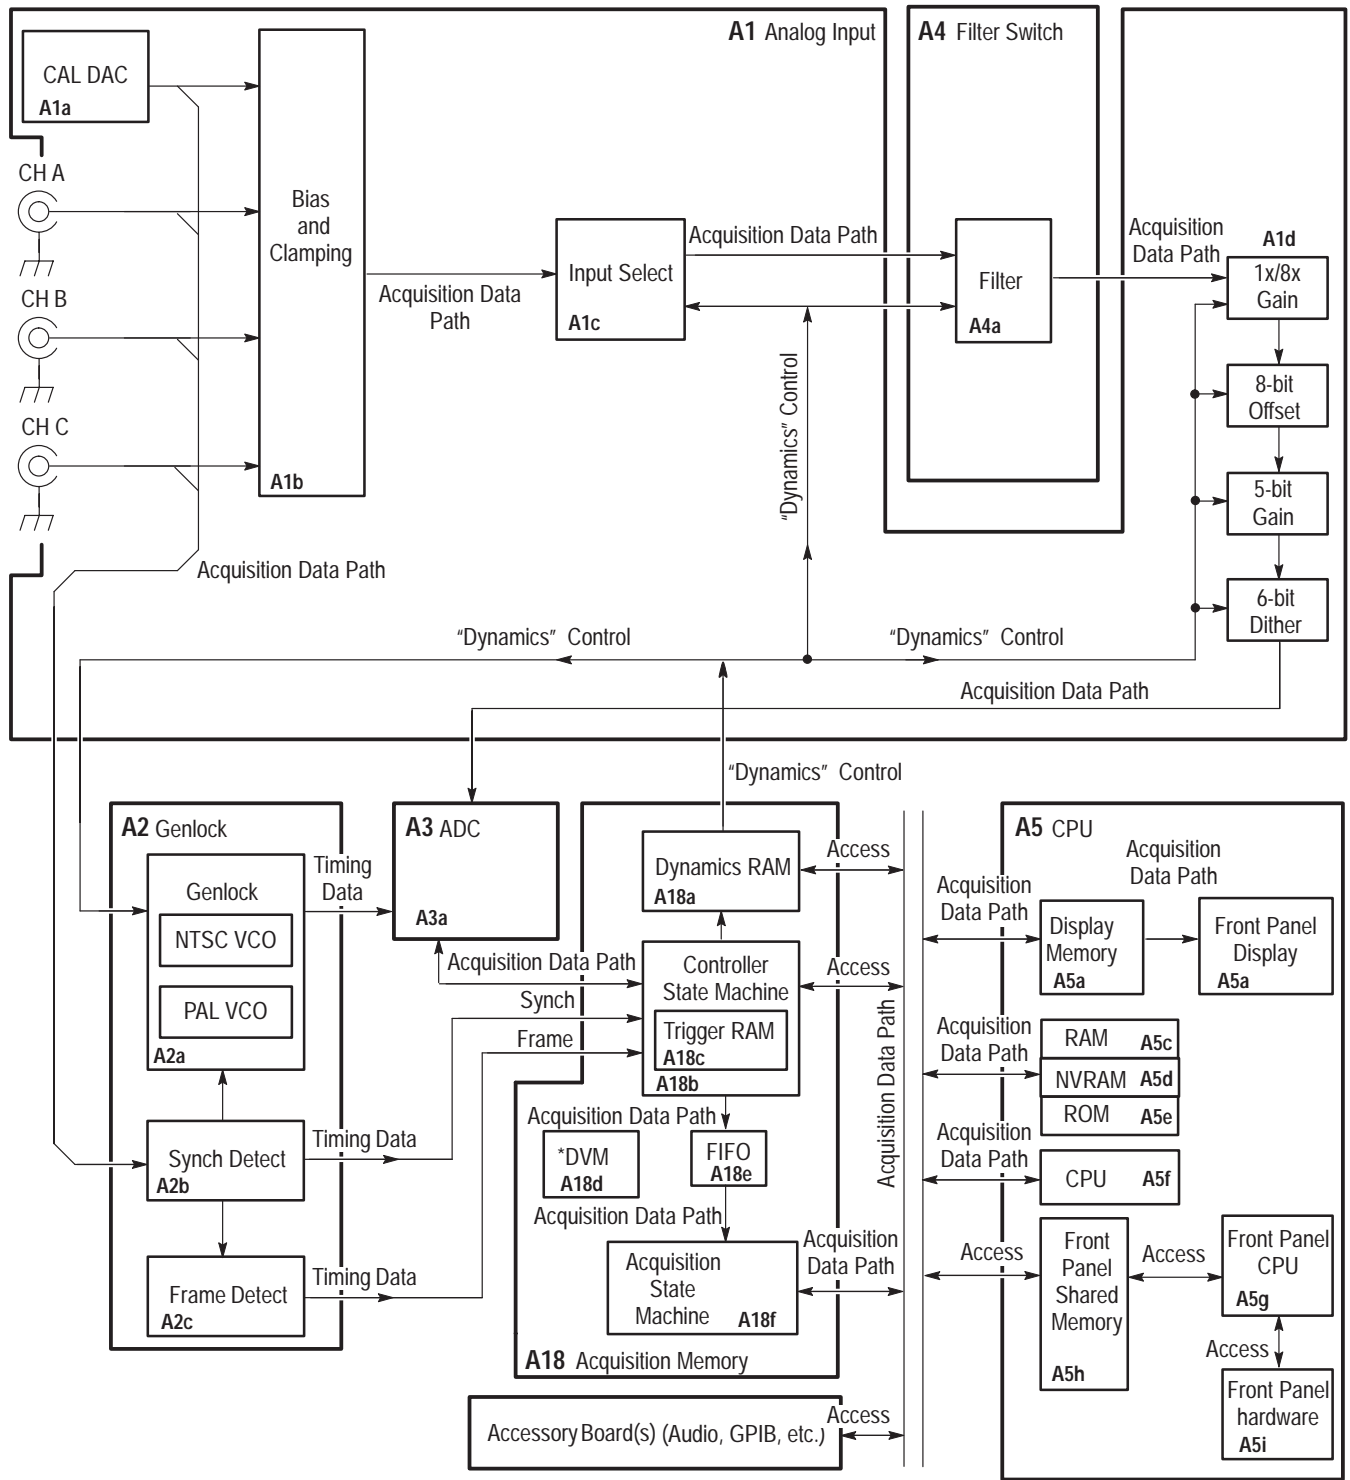 A1 Analog Input
A4 Filter Switch
CAL DAC
A1a
CH A
CH B
CH C
Bias
and
Clamping
A1b
Acquisition Data
Path
Input Select
A1c
Acquisition Data Path
Filter
A4a
Acquisition
Data Path
A1d
1x/8x
Gain
8-bit
Offset
5-bit
Gain
6-bit
Dither
"Dynamics" Control
Acquisition Data Path
"Dynamics" Control
"Dynamics" Control
Acquisition Data Path
"Dynamics" Control
A2 Genlock
Genlock
NTSC VCO
PAL VCO
A2a
Synch Detect
A2b
Frame Detect
A2c
Timing
Data
Timing Data
Timing Data
A3 ADC
A3a
Acquisition Data Path
Synch
Frame
Dynamics RAM
A18a
Controller
State Machine
Trigger RAM
A18c
A18b
Acquisition Data Path
*DVM
A18d
FIFO
A18e
Acquisition Data Path
Acquisition
State
Machine
A18f
A18 Acquisition Memory
Access
Access
Acquisition
Data Path
Acquisition Data Path
Accessory Board(s) (Audio, GPIB, etc.)
Access
A5 CPU
Acquisition
Data Path
Acquisition
Data Path
Display
Memory
A5a
Front Panel
Display
A5a
Acquisition
Data Path
RAM A5c
NVRAM A5d
ROM A5e
Acquisition
Data Path
CPU A5f
Access
Front
Panel
Shared
Memory
A5h
Access
Front Panel
CPU
A5g
Access
Front Panel
hardware
A5i